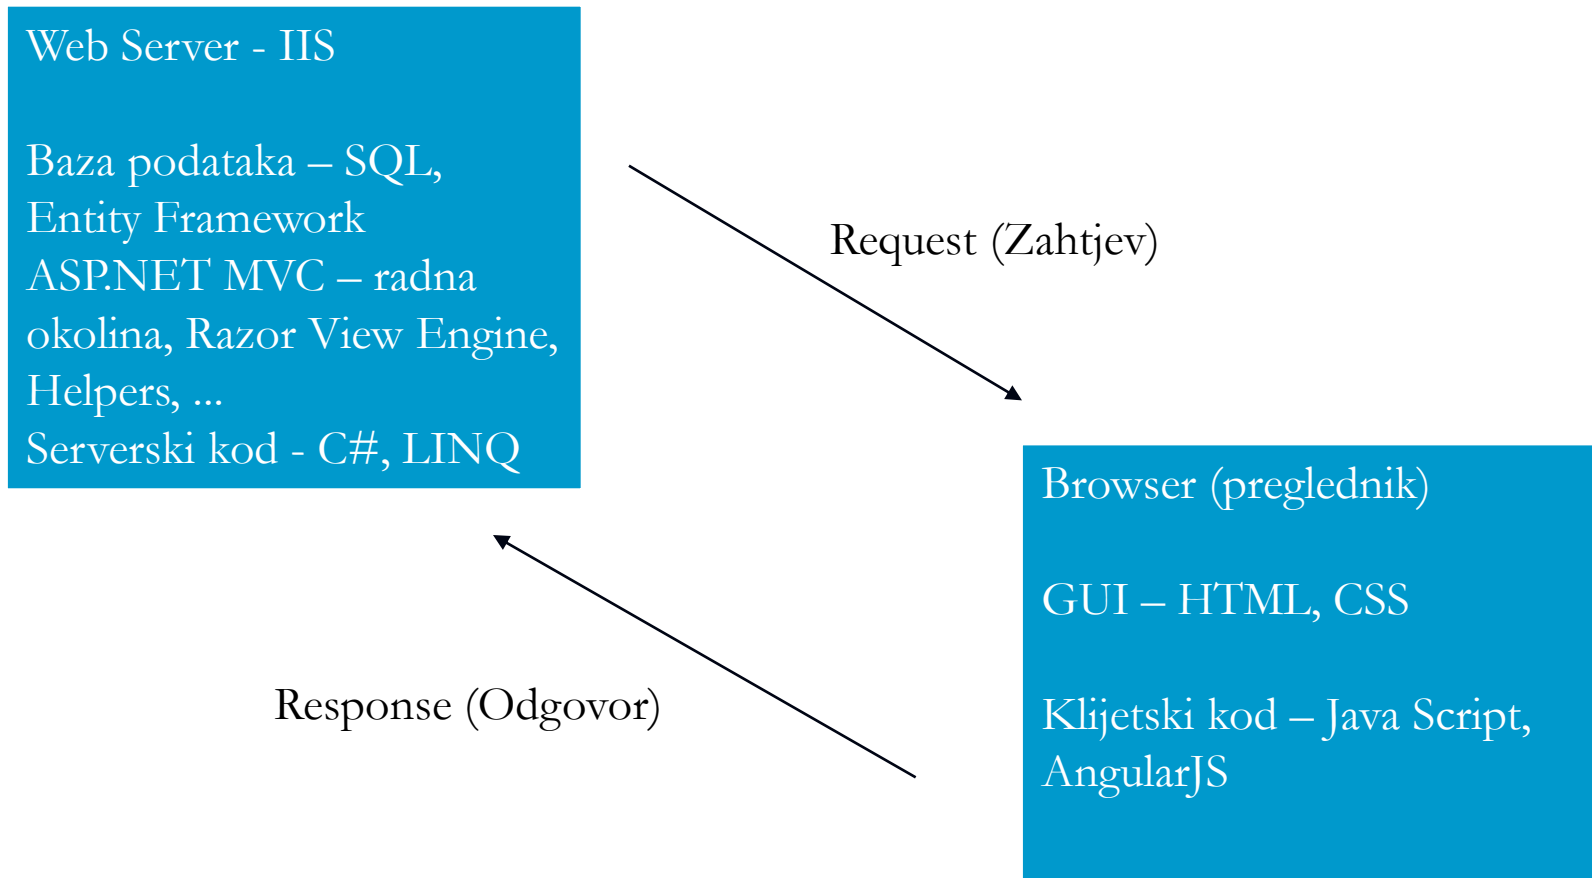 Web Server - IIS
Baza podataka – SQL,
Entity Framework
ASP.NET MVC – radna
okolina, Razor View Engine,
Helpers, ...
Serverski kod - C#, LINQ
Request (Zahtjev)
Browser (preglednik)
GUI – HTML, CSS
Klijetski kod – Java Script,
AngularJS
Response (Odgovor)